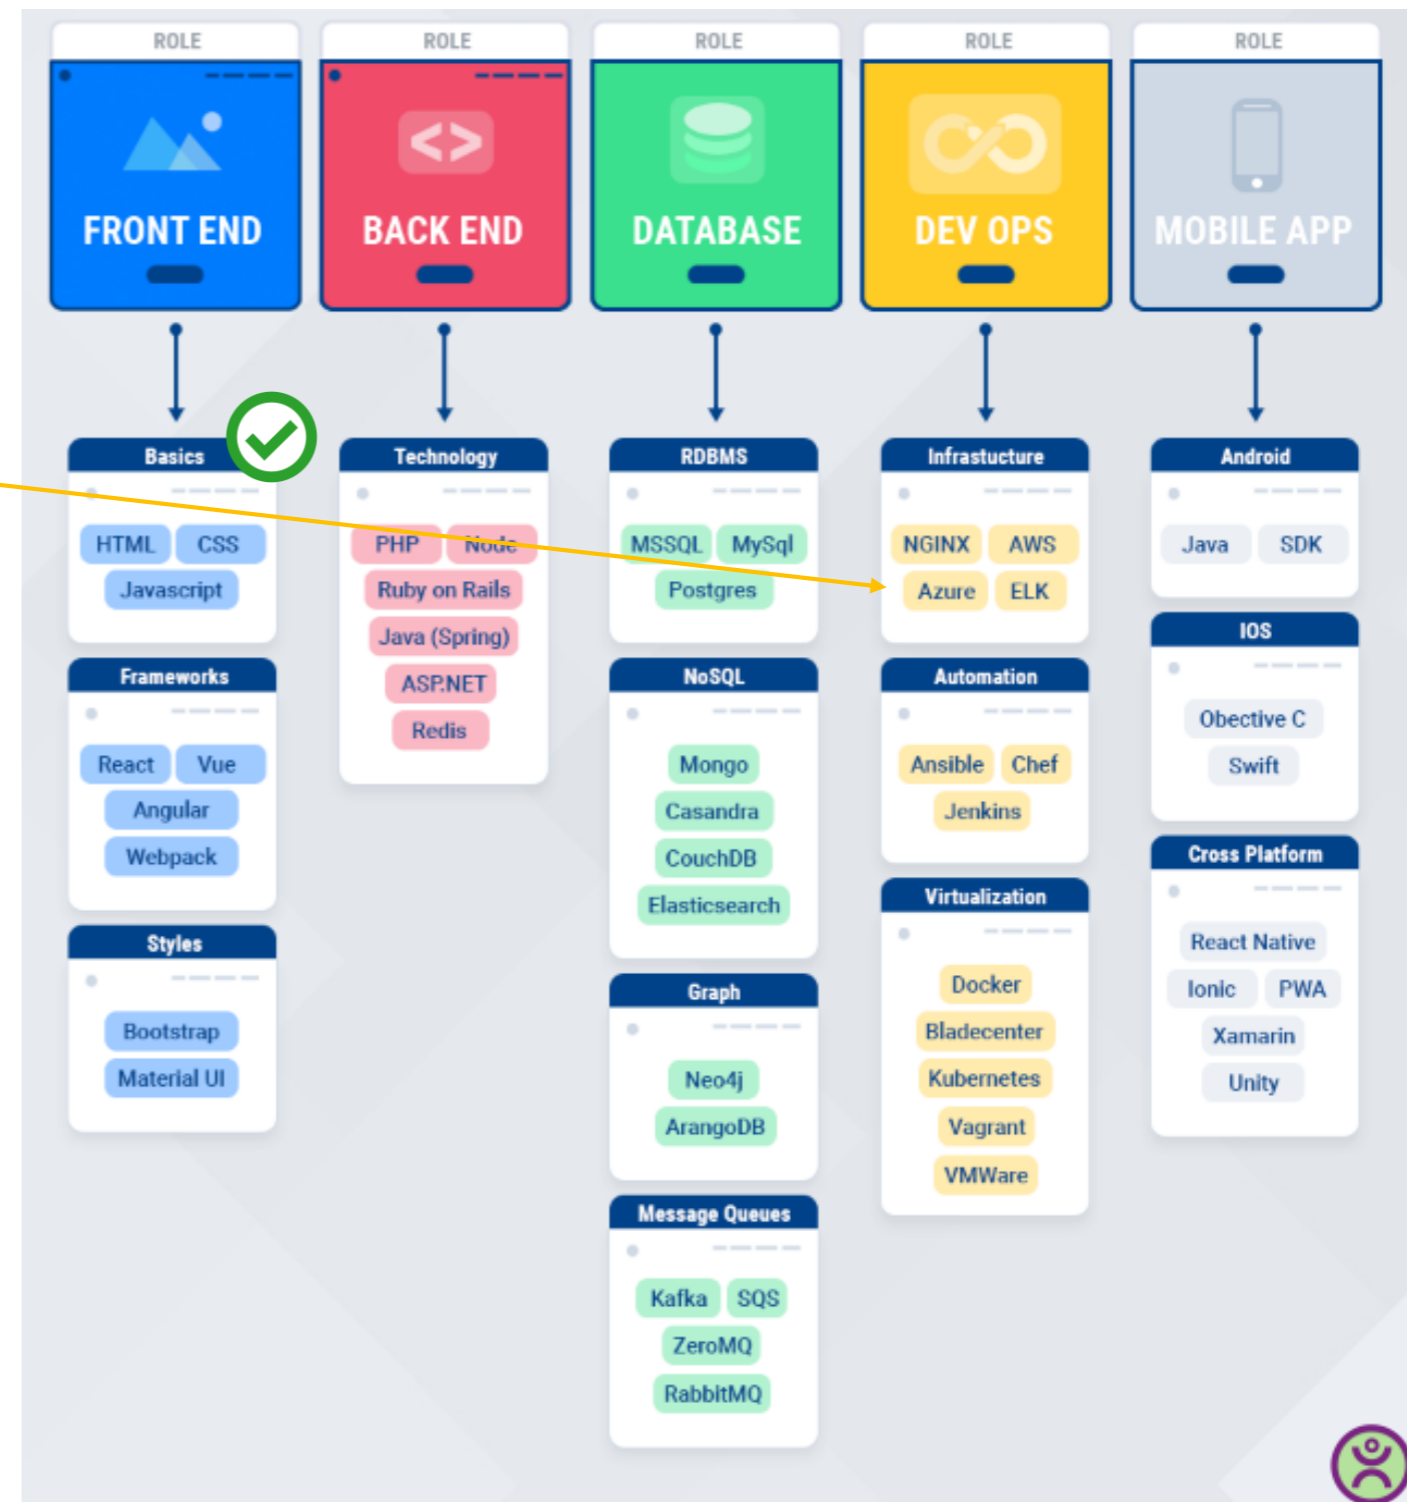 ROLE
FRONT END
Basics
HTML CSS
Javascript
Frameworks
React Vue
Angular
Webpack
Styles
Bootstrap
Material UI
ROLE
BACK END
Technology
PHP Node
Ruby on Rails
Java (Spring)
ASP.NET
Redis
ROLE
DATABASE
RDBMS
MSSQL MySql
Postgres
NoSQL
Mongo
Casandra
CouchDB
Elasticsearch
Graph
Neo4j
ArangoDB
Message Queues
Kafka SQS
ZeroMQ
RabbitMQ
ROLE
DEV OPS
Infrastucture
NGINX AWS
Azure ELK
Automation
Ansible Chef
Jenkins
Virtualization
Docker
Bladecenter
Kubernetes
Vagrant
VMWare
ROLE
MOBILE APP
Android
Java SDK
IOS
Obective C
Swift
Cross Platform
React Native
Ionic PWA
Xamarin
Unity